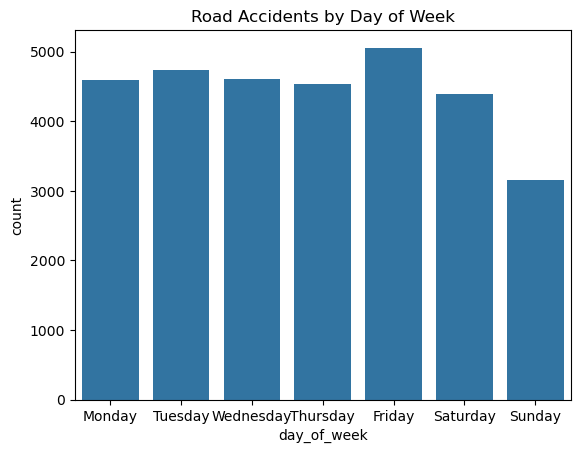 Road Accidents by Day of Week
5000
4000
3000
2000
1000
0
count
Monday Tuesday Wednesday Thursday Friday Saturday Sunday
day_of_week